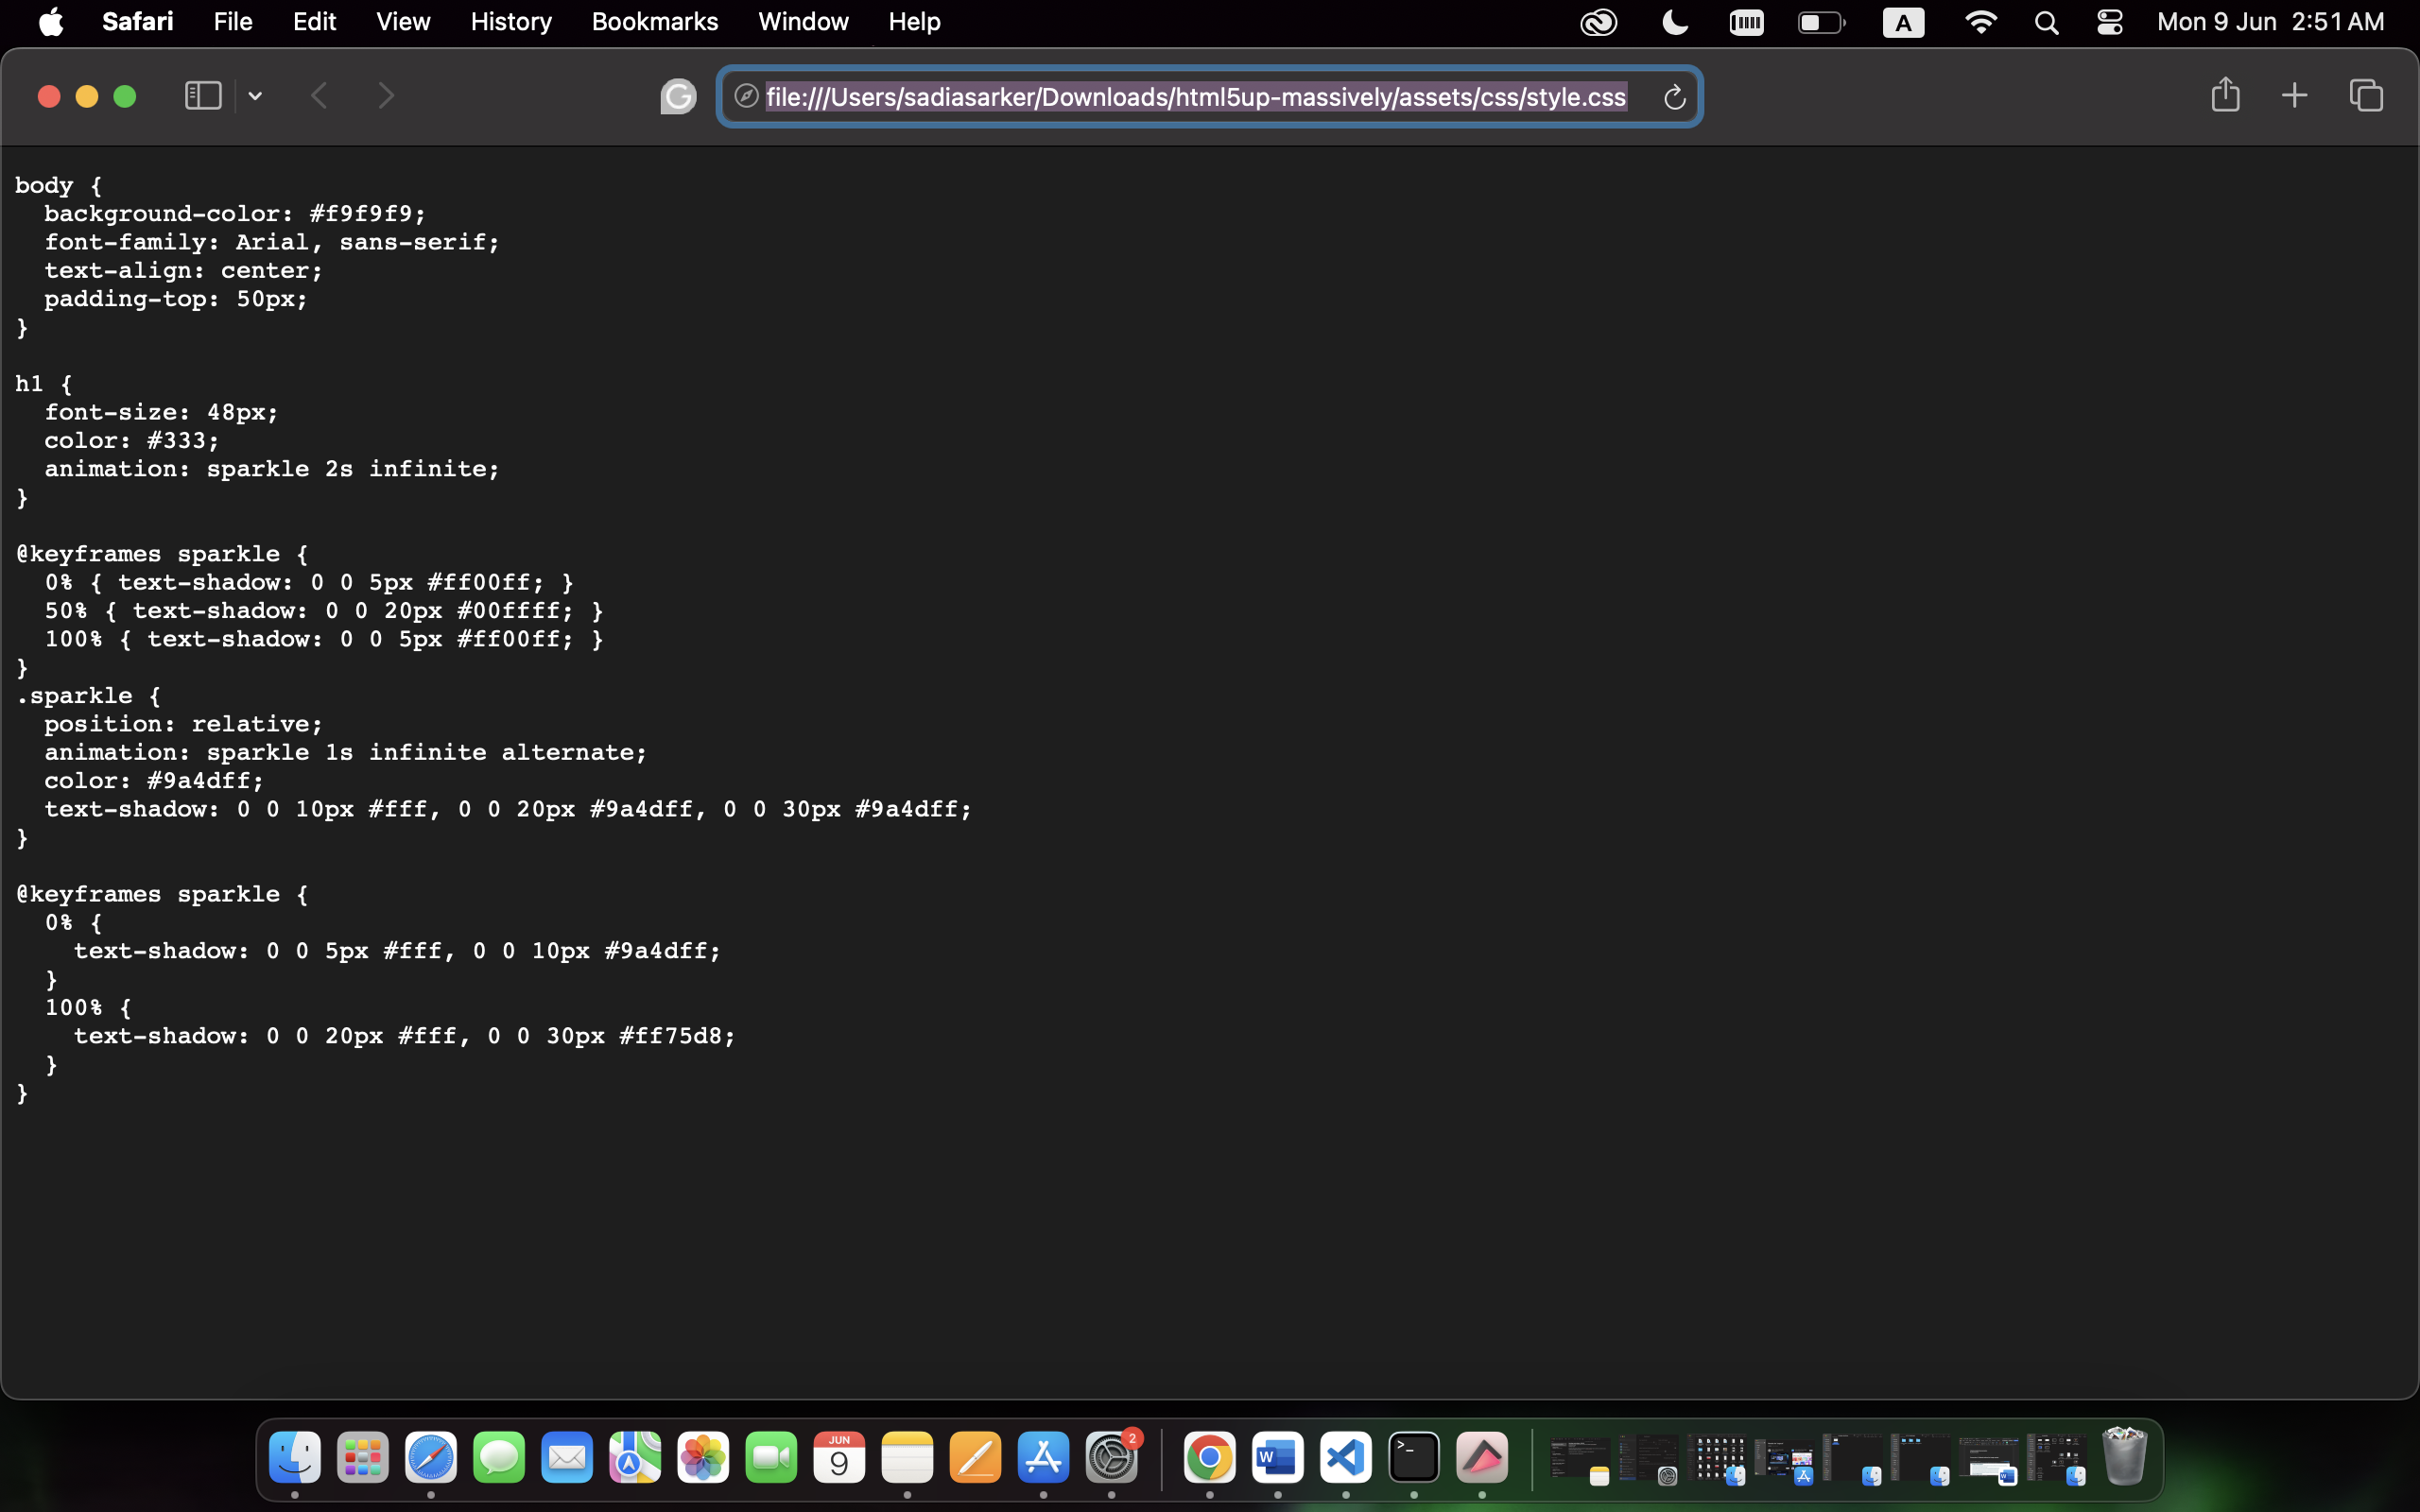 Safari File Edit View History Bookmarks Window Help A Mon 9 Jun 2:51 AM
file:///Users/sadiasarker/Downloads/html5up-massively/assets/css/style.css
body {
  background-color: #f9f9f9;
  font-family: Arial, sans-serif;
  text-align: center;
  padding-top: 50px;
}
h1 {
  font-size: 48px;
  color: #333;
  animation: sparkle 2s infinite;
}
@keyframes sparkle {
  0% { text-shadow: 0 0 5px #ff00ff; }
  50% { text-shadow: 0 0 20px #00ffff; }
  100% { text-shadow: 0 0 5px #ff00ff; }
}
.sparkle {
  position: relative;
  animation: sparkle 1s infinite alternate;
  color: #9a4dff;
  text-shadow: 0 0 10px #fff, 0 0 20px #9a4dff, 0 0 30px #9a4dff;
}
@keyframes sparkle {
  0% {
    text-shadow: 0 0 5px #fff, 0 0 10px #9a4dff;
  }
  100% {
    text-shadow: 0 0 20px #fff, 0 0 30px #ff75d8;
  }
}
JUN
9
2
W
>_